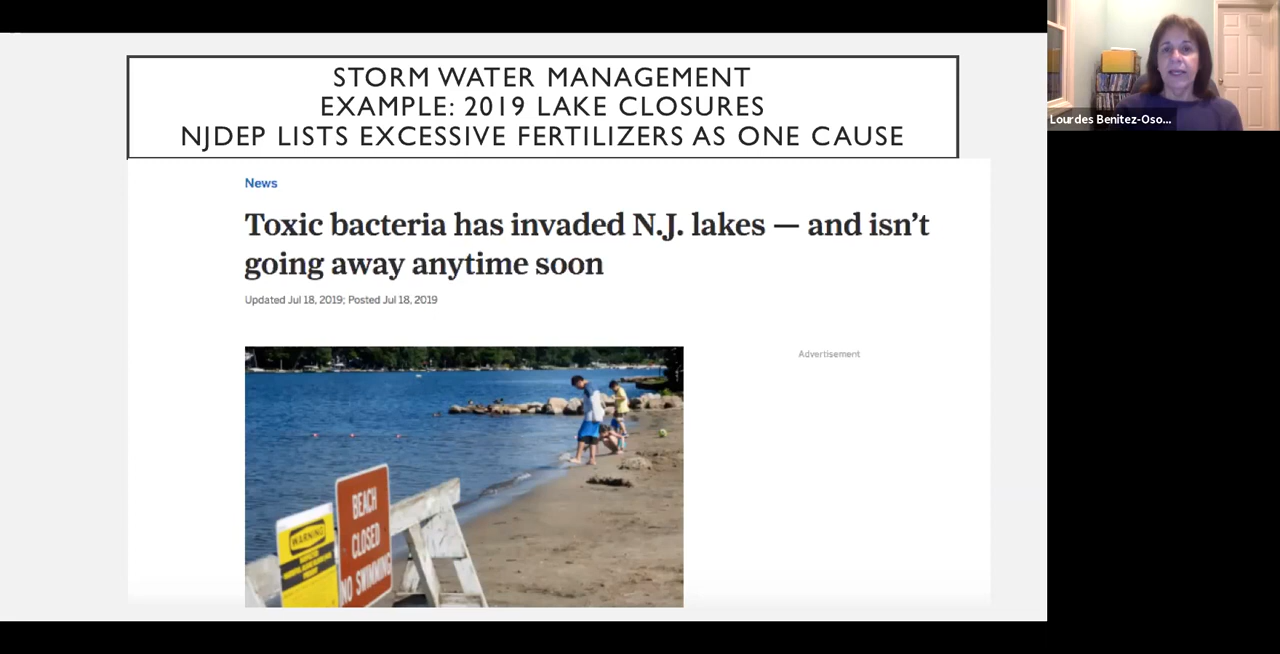 STORM WATER MANAGEMENT
EXAMPLE: 2019 LAKE CLOSURES
NJDEP LISTS EXCESSIVE FERTILIZERS AS ONE CAUSE
News
Toxic bacteria has invaded N.J. lakes — and isn't
going away anytime soon
Updated Jul 18, 2019; Posted Jul 18, 2019
Advertisement
WARNING
BEACH
CLOSED
NO SWIMMING
Lourdes Benitez-Oso...